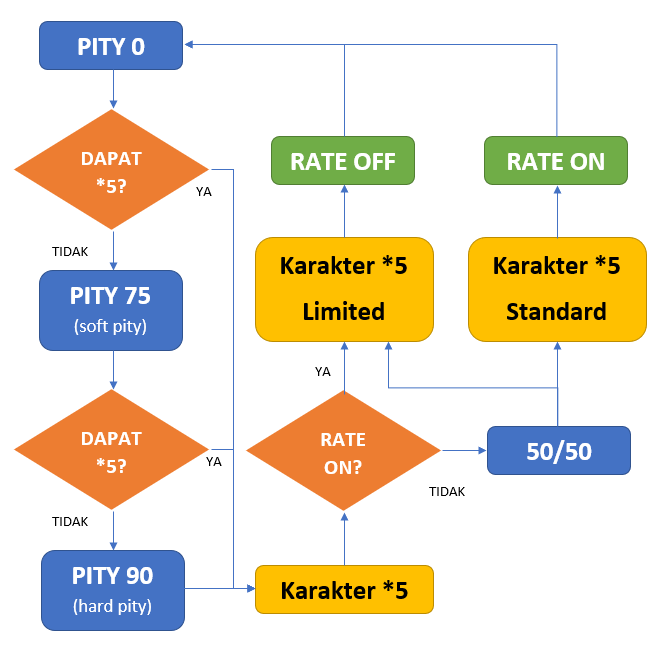 PITY 0
DAPAT
*5?
YA
TIDAK
PITY 75
(soft pity)
DAPAT
*5?
YA
TIDAK
PITY 90
(hard pity)
Karakter *5
RATE
ON?
YA
TIDAK
50/50
Karakter *5
Limited
Karakter *5
Standard
RATE OFF
RATE ON